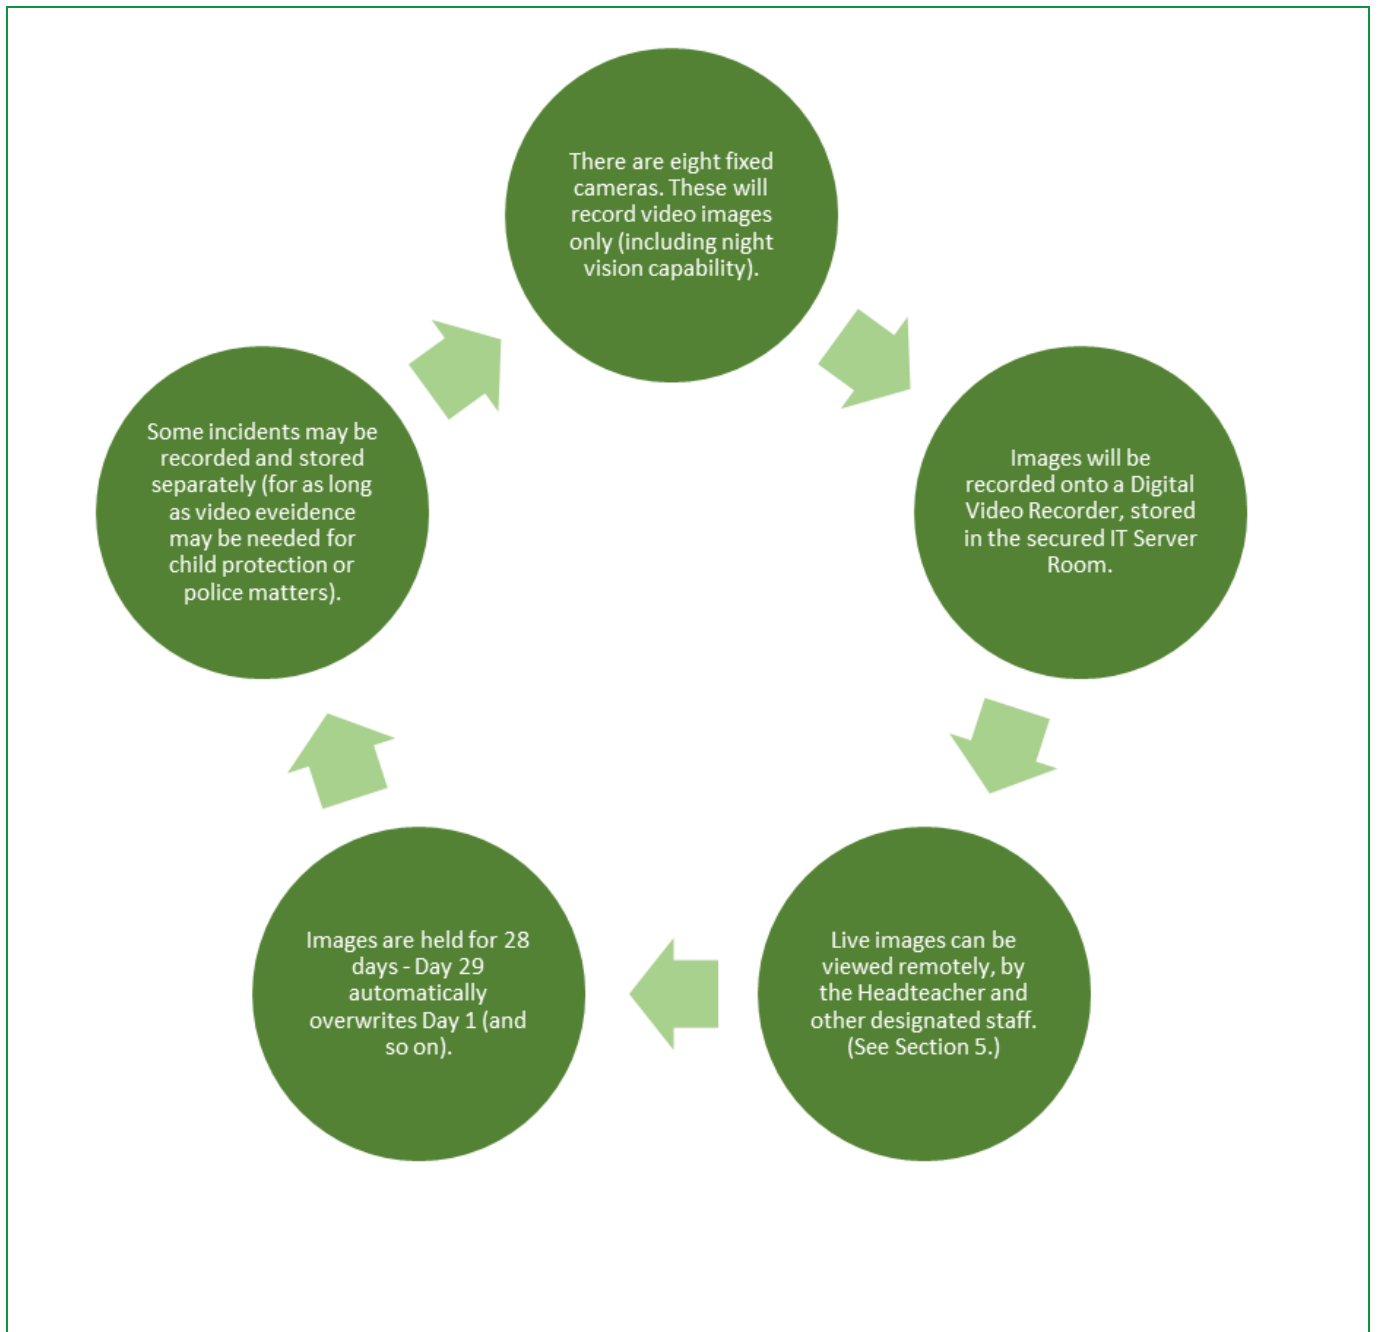 There are eight fixed
cameras. These will
record video images
only (including night
vision capability).
Images will be
recorded onto a Digital
Video Recorder, stored
in the secured IT Server
Room.
Live images can be
viewed remotely, by
the Headteacher and
other designated staff.
(See Section 5.)
Images are held for 28
days - Day 29
automatically
overwrites Day 1 (and
so on).
Some incidents may be
recorded and stored
separately (for as long
as video eveidence
may be needed for
child protection or
police matters).